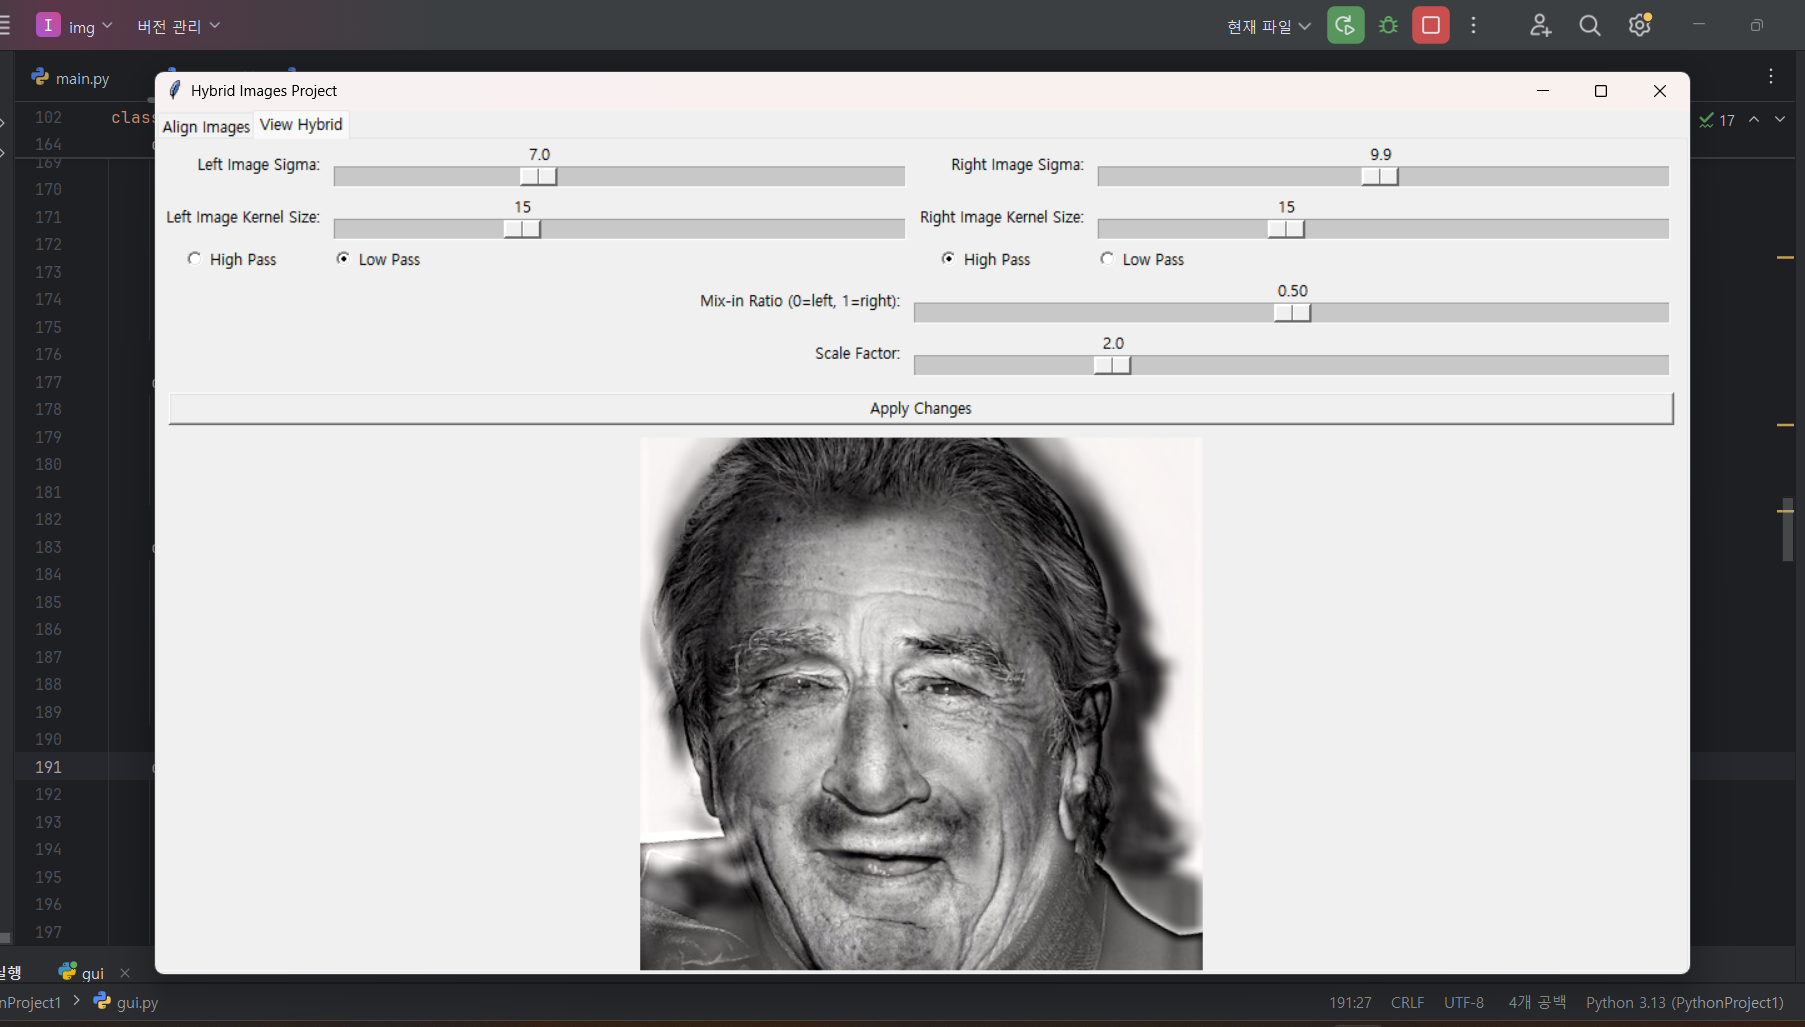 I img 버전 관리 현재 파일
main.py
Hybrid Images Project
Align Images View Hybrid
Left Image Sigma: 7.0 Right Image Sigma: 9.9
Left Image Kernel Size: 15 Right Image Kernel Size: 15
High Pass Low Pass High Pass Low Pass
Mix-in Ratio (0=left, 1=right): 0.50
Scale Factor: 2.0
Apply Changes
17
102 class
164
169
170
171
172
173
174
175
176
177
178
179
180
181
182
183
184
185
186
187
188
189
190
191
192
193
194
195
196
197
실행 gui
nProject1 > gui.py 191:27 CRLF UTF-8 4개 공백 Python 3.13 (PythonProject1)